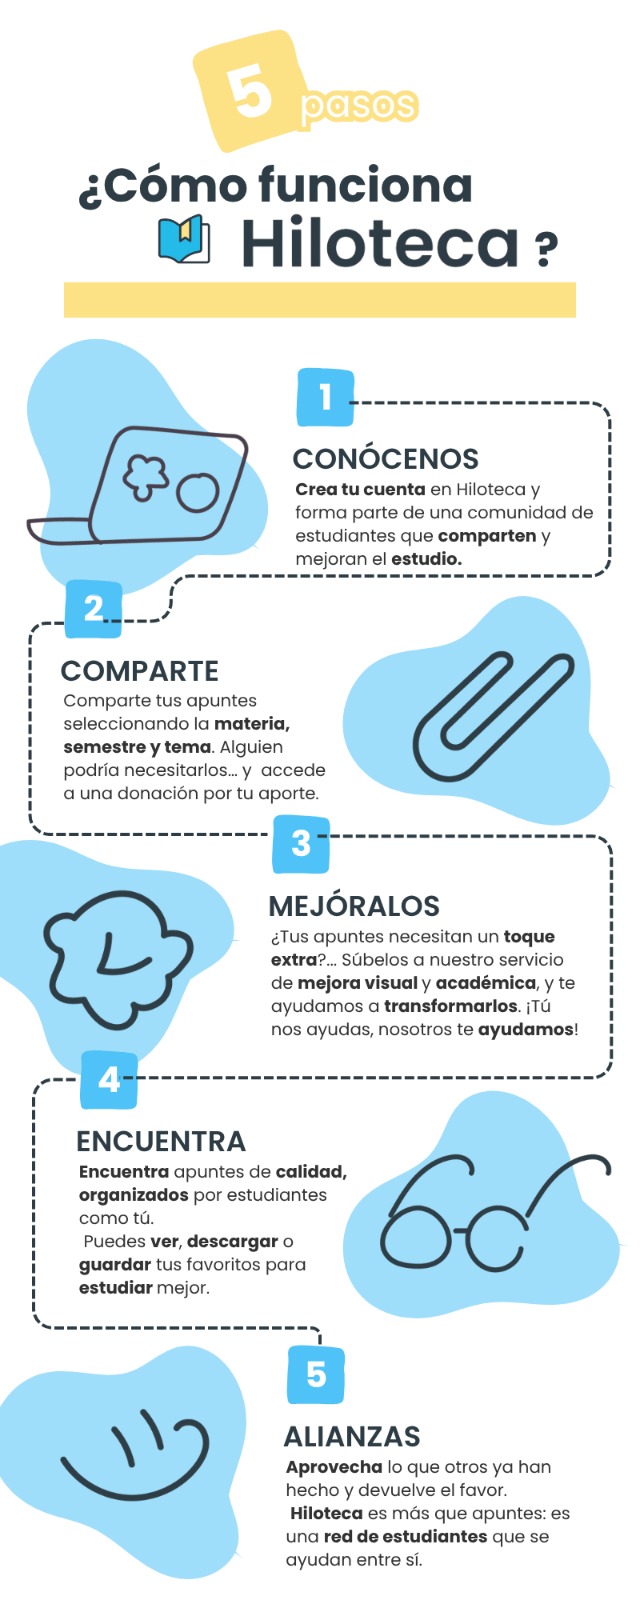 5 pasos
¿Cómo funciona
Hiloteca ?
1
CONÓCENOS
Crea tu cuenta en Hiloteca y
forma parte de una comunidad de
estudiantes que comparten y
mejoran el estudio.
2
COMPARTE
Comparte tus apuntes
seleccionando la materia,
semestre y tema. Alguien
podría necesitarlos... y accede
a una donación por tu aporte.
3
MEJÓRALOS
¿Tus apuntes necesitan un toque
extra?... Súbelos a nuestro servicio
de mejora visual y académica, y te
ayudamos a transformarlos. ¡Tú
nos ayudas, nosotros te ayudamos!
4
ENCUENTRA
Encuentra apuntes de calidad,
organizados por estudiantes
como tú.
Puedes ver, descargar o
guardar tus favoritos para
estudiar mejor.
5
ALIANZAS
Aprovecha lo que otros ya han
hecho y devuelve el favor.
Hiloteca es más que apuntes: es
una red de estudiantes que se
ayudan entre sí.